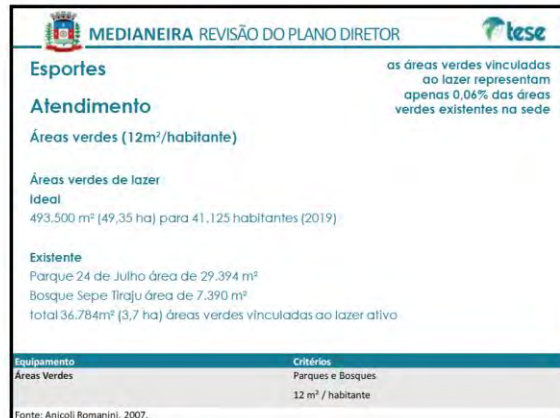 MEDIANEIRA REVISÃO DO PLANO DIRETOR
tese
Esportes
as áreas verdes vinculadas
ao lazer representam
apenas 0,06% das áreas
verdes existentes na sede
Atendimento
Áreas verdes (12m²/habitante)
Áreas verdes de lazer
Ideal
493.500 m² (49,35 ha) para 41.125 habitantes (2019)
Existente
Parque 24 de Julho área de 29.394 m²
Bosque Sepe Tiraju área de 7.390 m²
total 36.784m² (3,7 ha) áreas verdes vinculadas ao lazer ativo
Equipamento Critérios
Áreas Verdes Parques e Bosques
12 m² / habitante
Fonte: Anicoli Romanini, 2007.